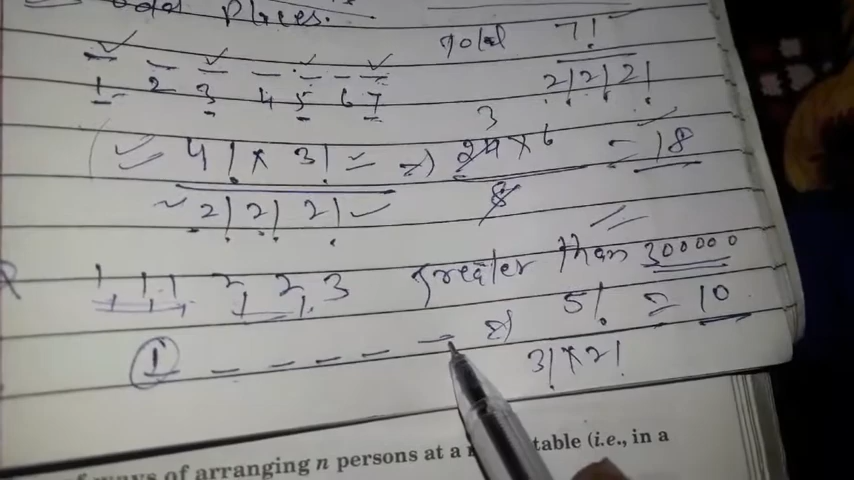 odd places.
Total 7!
1 2 3 4 5 6 7
2! 2! 2!
3
4! × 3! = => 24 × 6 = 18
2! 2! 2! 8
1, 1, 1 2, 2, 3 greater than 300000
5! = 10
1 _ _ _ _ _
3! × 2!
of ways of arranging n persons at a table (i.e., in a